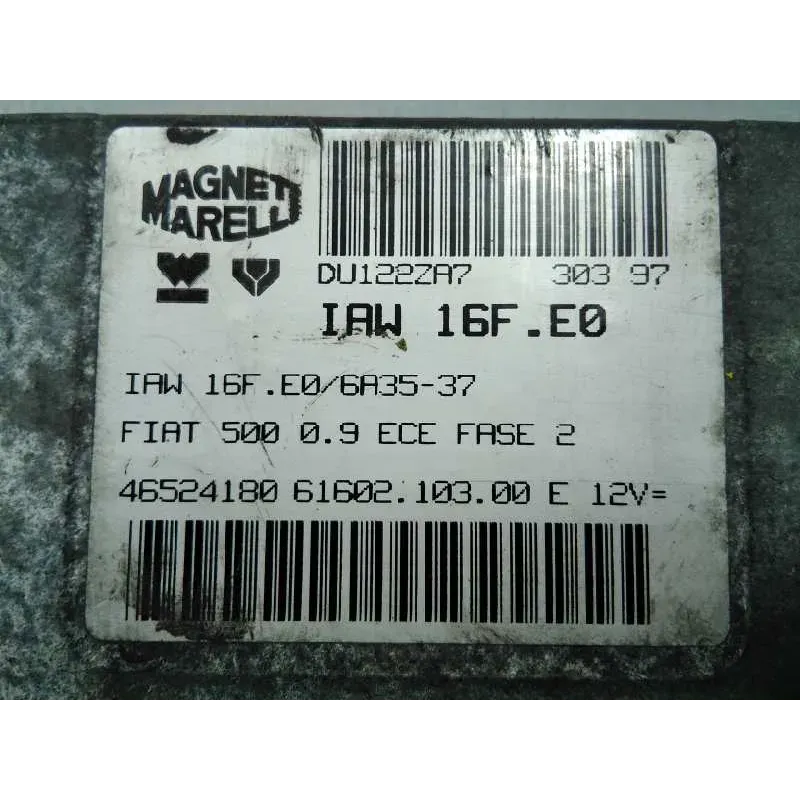 MAGNETI
MARELLI
DU122ZA7 303 97
IAW 16F.E0
IAW 16F.E0/6A35-37
FIAT 500 0.9 ECE FASE 2
46524180 61602.103.00 E 12V=